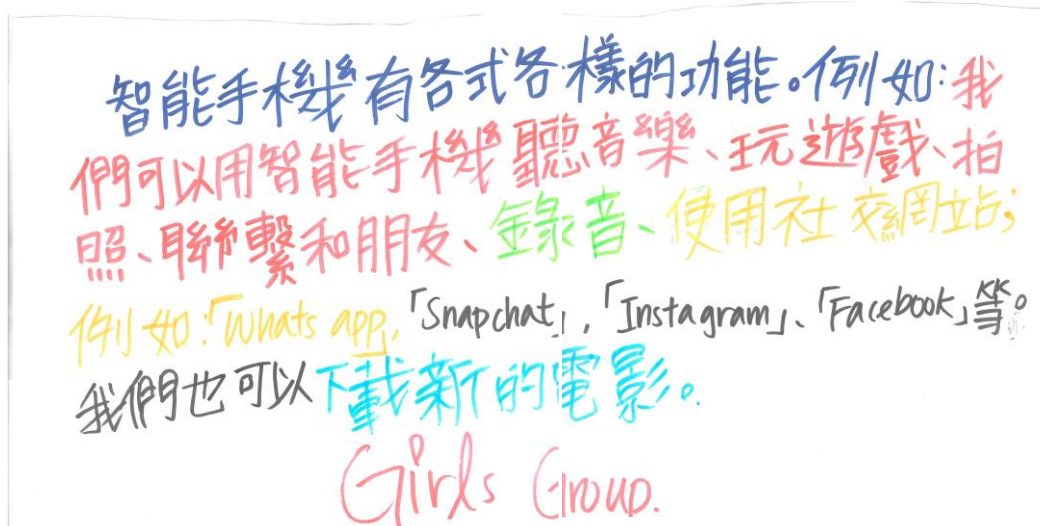 智能手機有各式各樣的功能。例如:我
們可以用智能手機聽音樂、玩遊戲、拍
照、聯繫和朋友、錄音、使用社交網站;
例如:「Whats app」,「Snapchat」,「Instagram」、「Facebook」等。
我們也可以下載新的電影。
Girls Group.